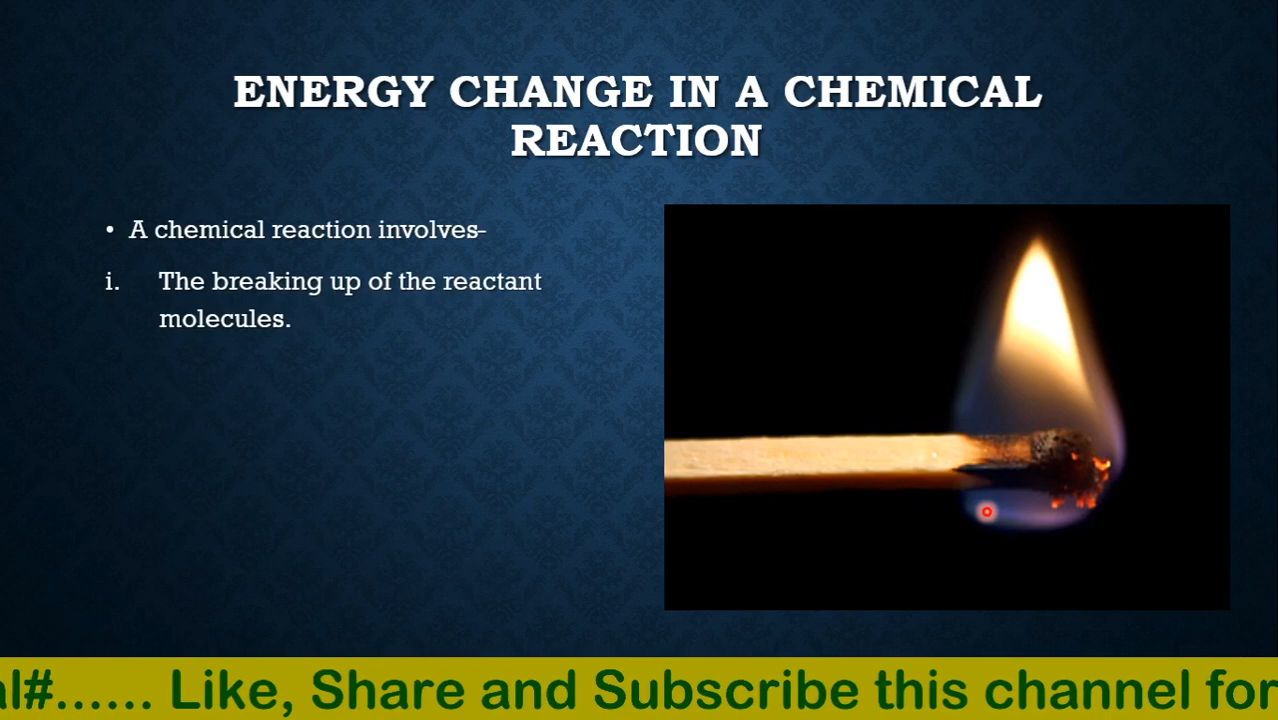 ENERGY CHANGE IN A CHEMICAL
REACTION
• A chemical reaction involves-
i. The breaking up of the reactant
molecules.
al#...... Like, Share and Subscribe this channel for